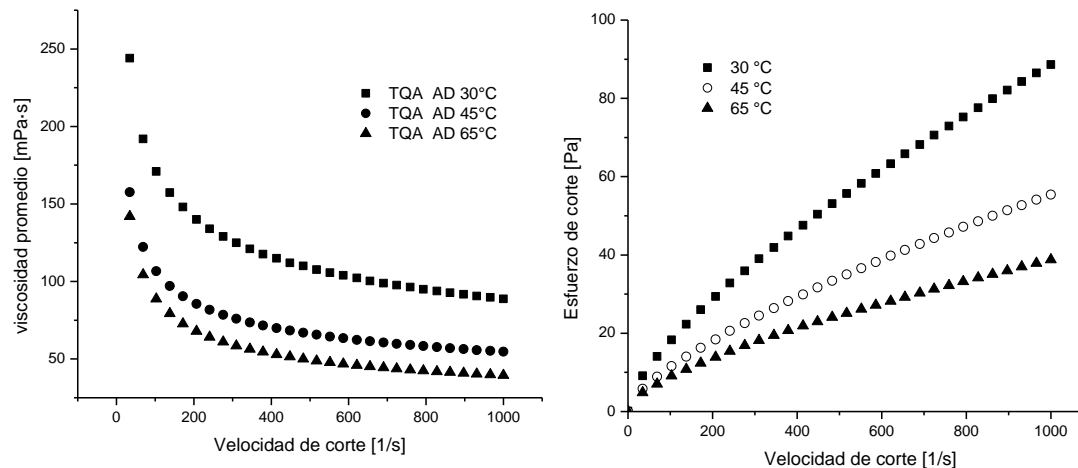 viscosidad promedio [mPa·s]
250
200
150
100
50
0
200
400
600
800
1000
Velocidad de corte [1/s]
TQA AD 30°C
TQA AD 45°C
TQA AD 65°C
Esfuerzo de corte [Pa]
100
80
60
40
20
0
0
200
400
600
800
1000
Velocidad de corte [1/s]
30 °C
45 °C
65 °C